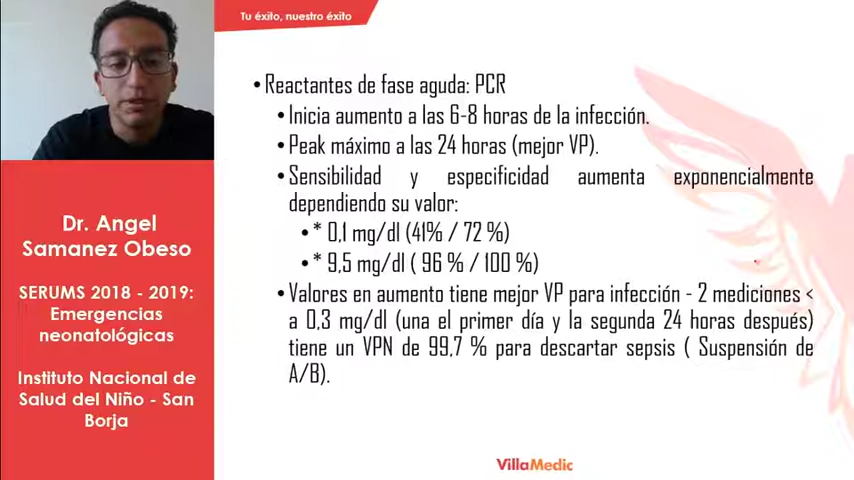 Tu éxito, nuestro éxito
• Reactantes de fase aguda: PCR
• Inicia aumento a las 6-8 horas de la infección.
• Peak máximo a las 24 horas (mejor VP).
• Sensibilidad y especificidad aumenta exponencialmente
dependiendo su valor:
• * 0,1 mg/dl (41% / 72 %)
• * 9,5 mg/dl ( 96 % / 100 %)
• Valores en aumento tiene mejor VP para infección - 2 mediciones <
a 0,3 mg/dl (una el primer día y la segunda 24 horas después)
tiene un VPN de 99,7 % para descartar sepsis ( Suspensión de
A/B).
Dr. Angel
Samanez Obeso
SERUMS 2018 - 2019:
Emergencias
neonatológicas
Instituto Nacional de
Salud del Niño - San
Borja
VillaMedic